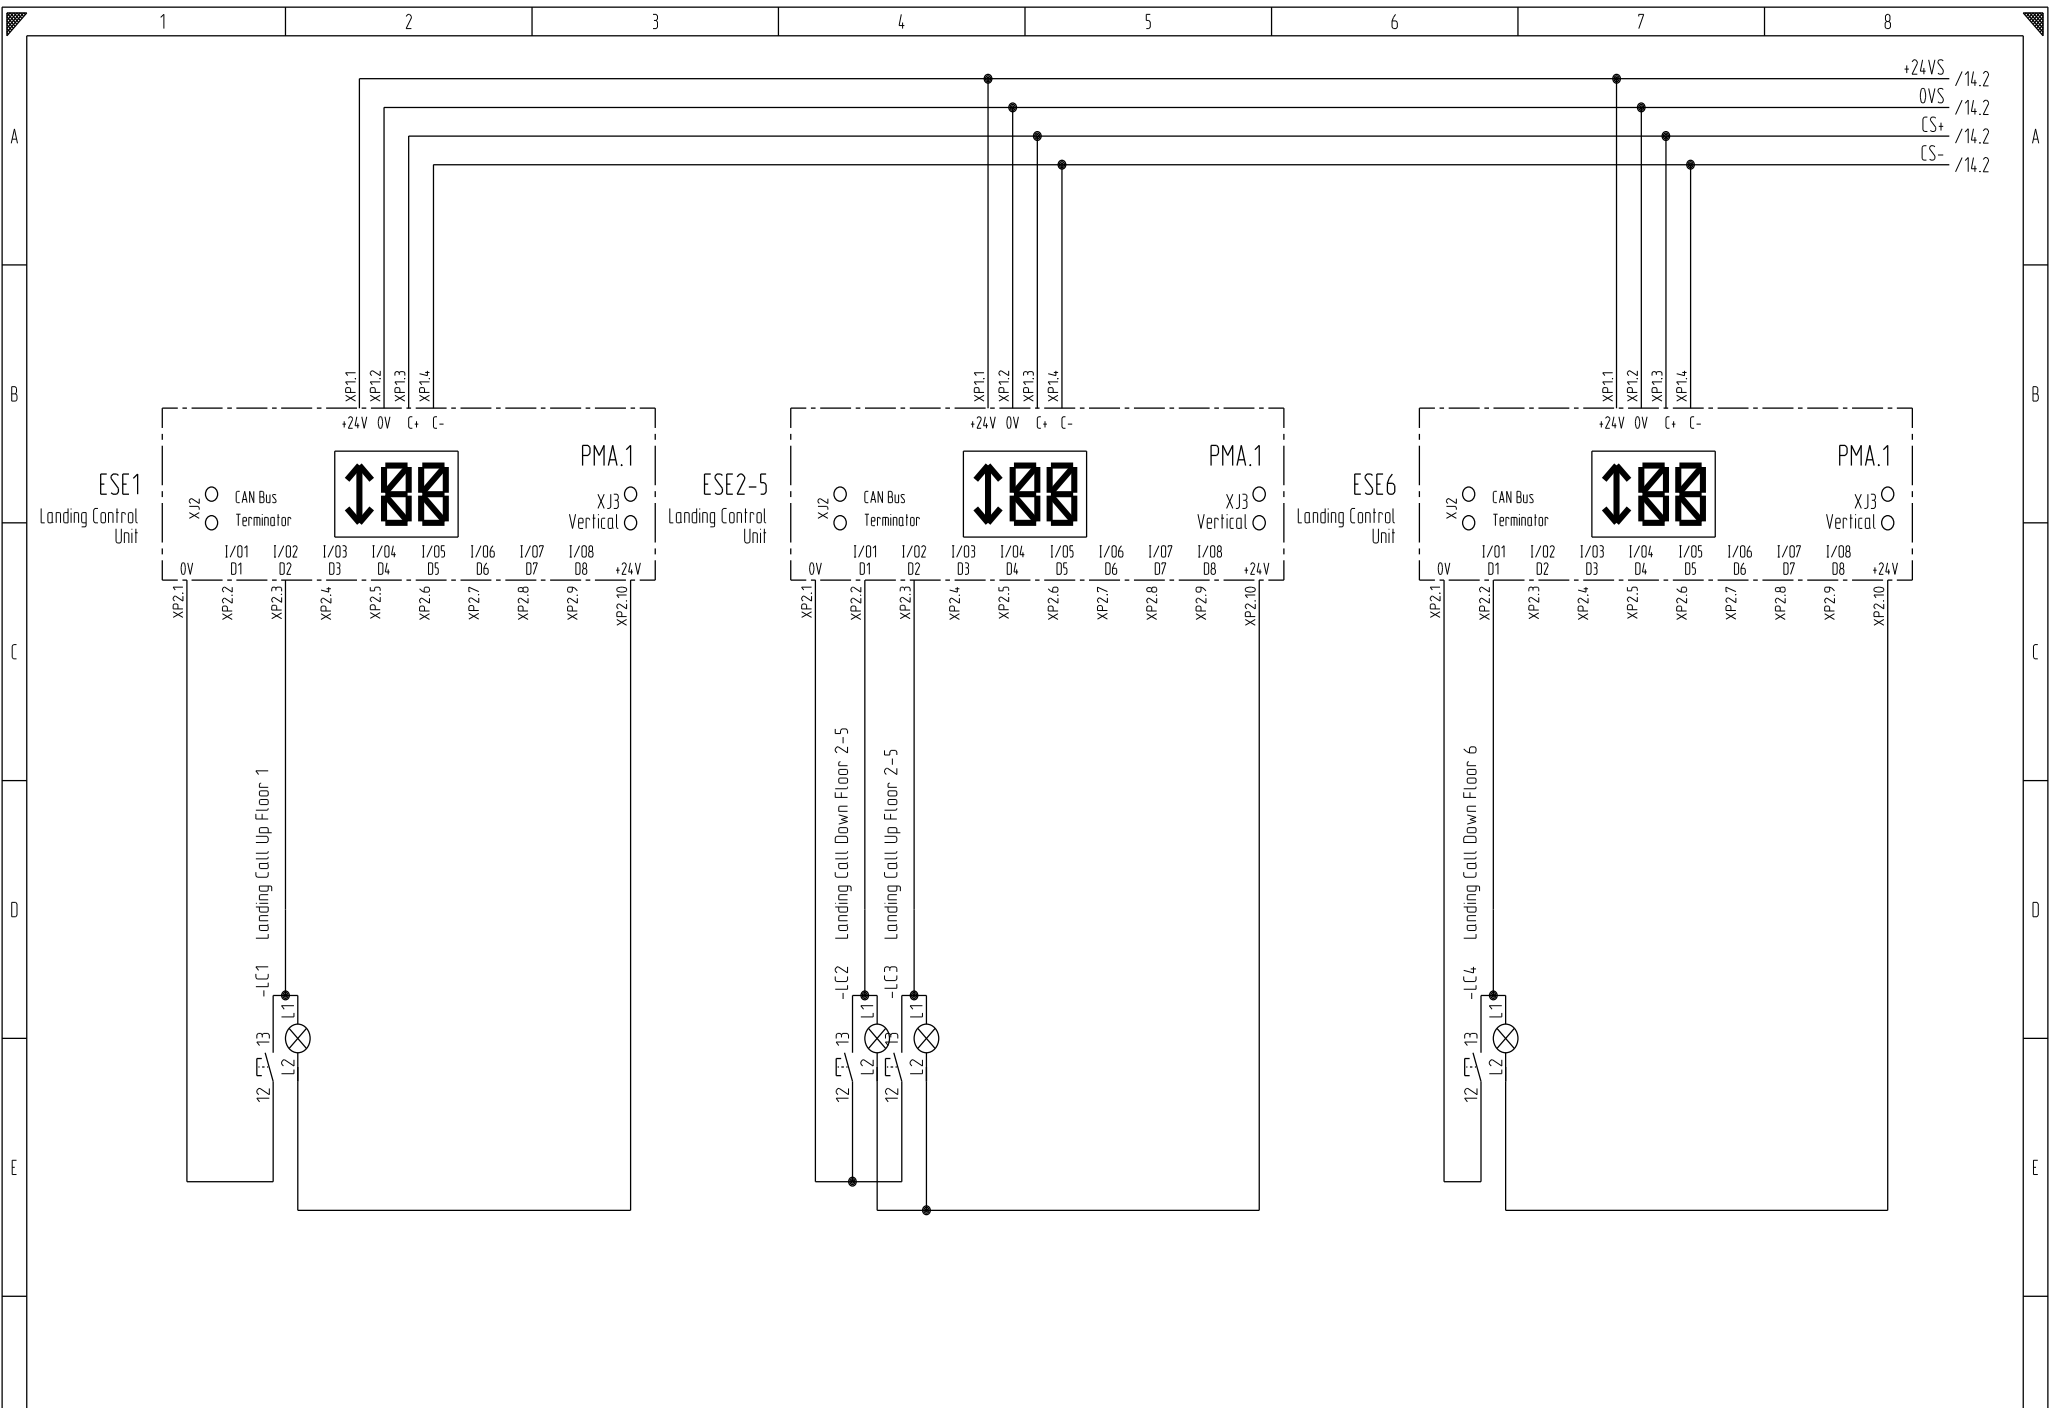 1 2 3 4 5 6 7 8
+24VS /14.2
0VS /14.2
CS+ /14.2
CS- /14.2
A A
B B
XP1.1 XP1.2 XP1.3 XP1.4
+24V 0V C+ C-
PMA.1
ESE1
Landing Control
Unit
XJ2
CAN Bus
Terminator
XJ3
Vertical
I/01 I/02 I/03 I/04 I/05 I/06 I/07 I/08
0V D1 D2 D3 D4 D5 D6 D7 D8 +24V
XP2.1 XP2.2 XP2.3 XP2.4 XP2.5 XP2.6 XP2.7 XP2.8 XP2.9 XP2.10
-LC1 Landing Call Up Floor 1
13 L1
12 L2
XP1.1 XP1.2 XP1.3 XP1.4
+24V 0V C+ C-
PMA.1
ESE2-5
Landing Control
Unit
XJ2
CAN Bus
Terminator
XJ3
Vertical
I/01 I/02 I/03 I/04 I/05 I/06 I/07 I/08
0V D1 D2 D3 D4 D5 D6 D7 D8 +24V
XP2.1 XP2.2 XP2.3 XP2.4 XP2.5 XP2.6 XP2.7 XP2.8 XP2.9 XP2.10
-LC2 Landing Call Down Floor 2-5
-LC3 Landing Call Up Floor 2-5
13 L1 13
12 L2 12
XP1.1 XP1.2 XP1.3 XP1.4
+24V 0V C+ C-
PMA.1
ESE6
Landing Control
Unit
XJ2
CAN Bus
Terminator
XJ3
Vertical
I/01 I/02 I/03 I/04 I/05 I/06 I/07 I/08
0V D1 D2 D3 D4 D5 D6 D7 D8 +24V
XP2.1 XP2.2 XP2.3 XP2.4 XP2.5 XP2.6 XP2.7 XP2.8 XP2.9 XP2.10
-LC4 Landing Call Down Floor 6
13 L1
12 L2
C C
D D
E E